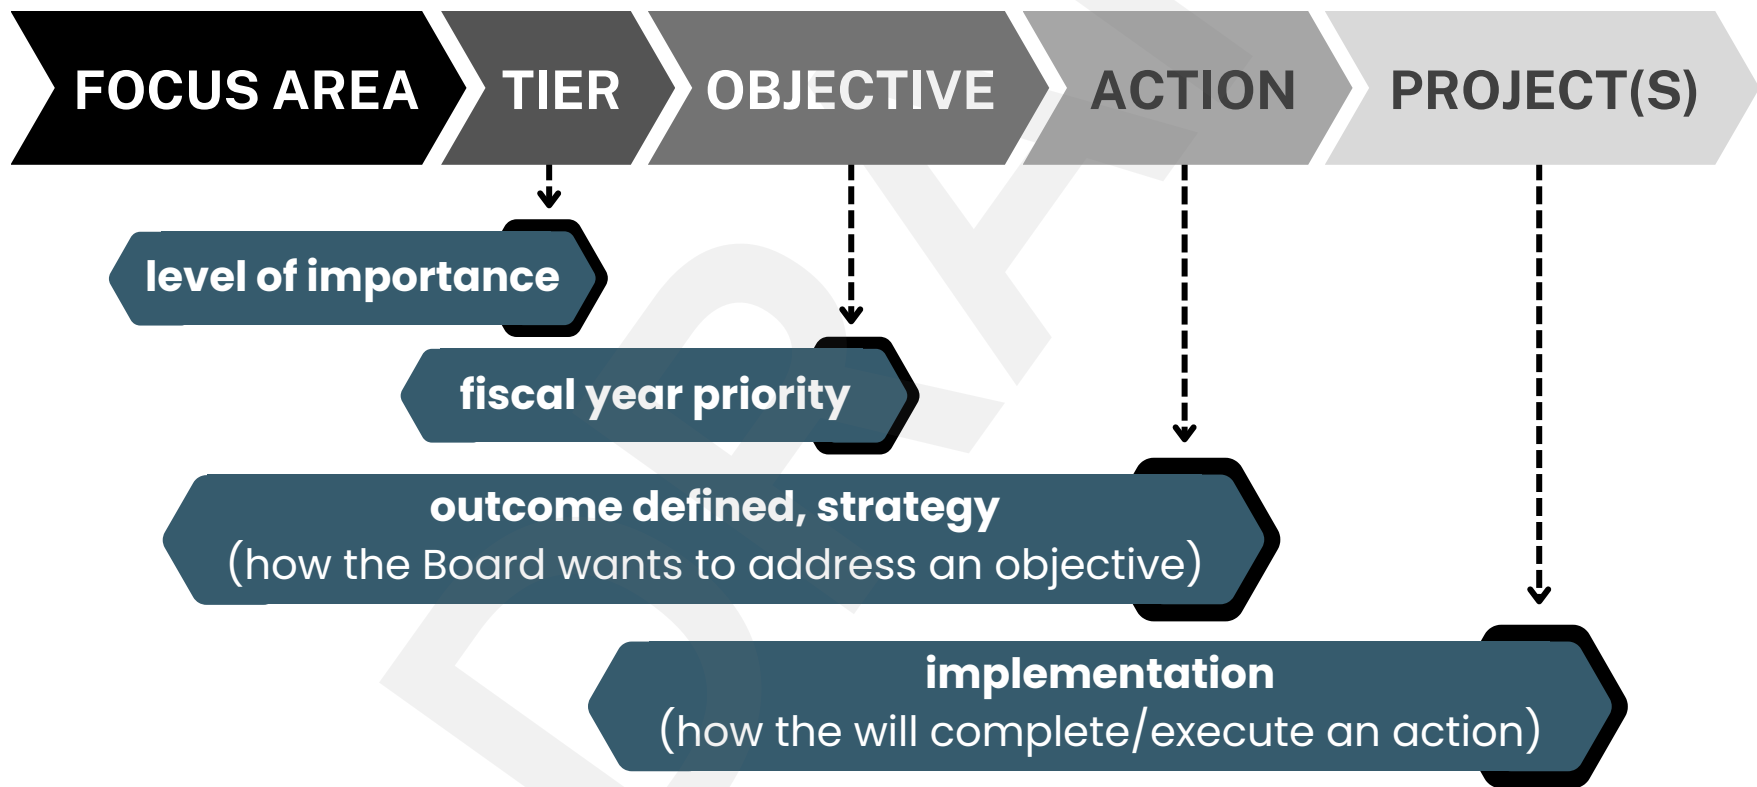 FOCUS AREA
TIER
OBJECTIVE
ACTION
PROJECT(S)
level of importance
fiscal year priority
outcome defined, strategy
(how the Board wants to address an objective)
implementation
(how the will complete/execute an action)
DRA